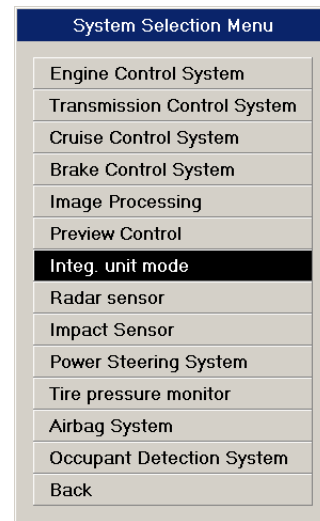 System Selection Menu
Engine Control System
Transmission Control System
Cruise Control System
Brake Control System
Image Processing
Preview Control
Integ. unit mode
Radar sensor
Impact Sensor
Power Steering System
Tire pressure monitor
Airbag System
Occupant Detection System
Back